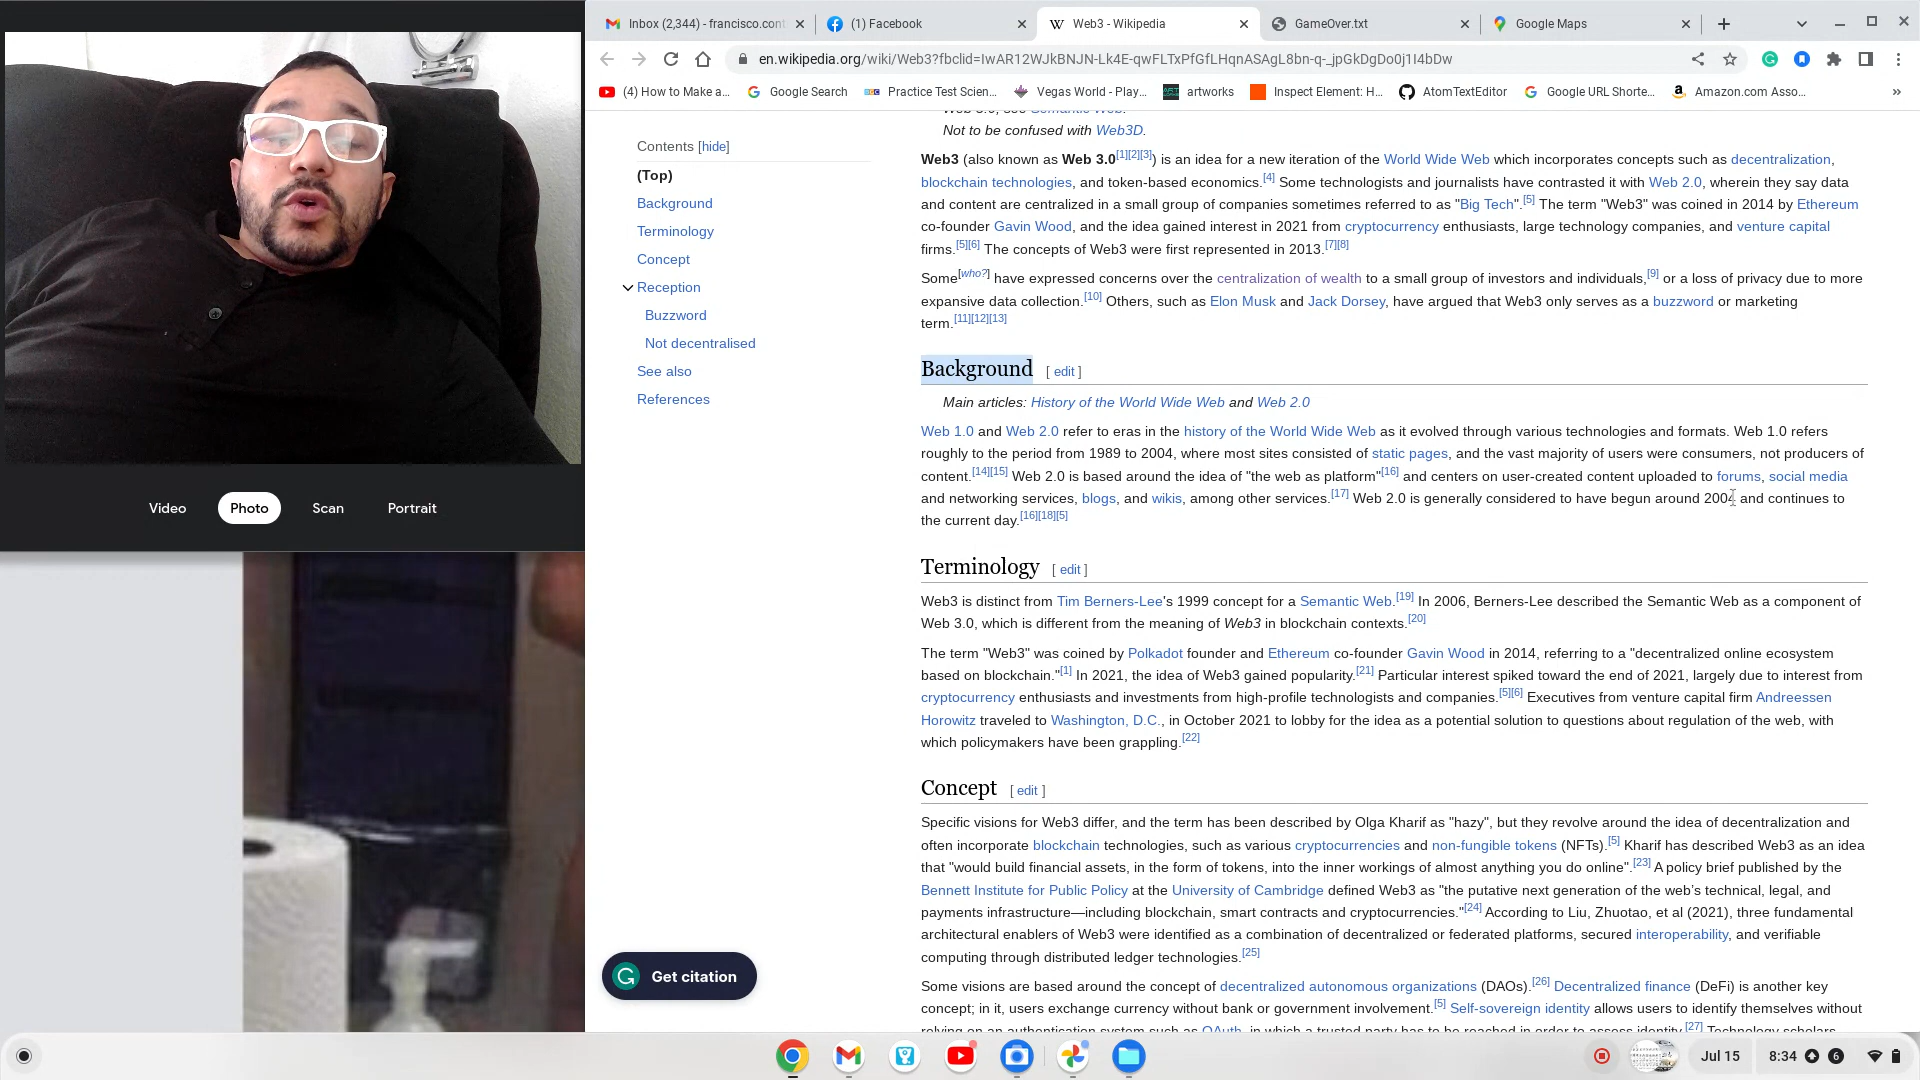 Inbox (2,344) - francisco.cont
(1) Facebook
Web3 - Wikipedia
GameOver.txt
Google Maps
en.wikipedia.org/wiki/Web3?fbclid=IwAR12WJkBNJN-Lk4E-qwFLTxPfGfLHqnASAgL8bn-q-_jpGkDgDo0j1I4bDw
(4) How to Make a...
Google Search
Practice Test Scien...
Vegas World - Play...
artworks
Inspect Element: H...
AtomTextEditor
Google URL Shorte...
Amazon.com Asso...
»
Contents [hide]
(Top)
Background
Terminology
Concept
Reception
Buzzword
Not decentralised
See also
References
Web 3.0, see Semantic Web.
Not to be confused with Web3D.
Web3 (also known as Web 3.0[1][2][3]) is an idea for a new iteration of the World Wide Web which incorporates concepts such as decentralization,
blockchain technologies, and token-based economics.[4] Some technologists and journalists have contrasted it with Web 2.0, wherein they say data
and content are centralized in a small group of companies sometimes referred to as "Big Tech".[5] The term "Web3" was coined in 2014 by Ethereum
co-founder Gavin Wood, and the idea gained interest in 2021 from cryptocurrency enthusiasts, large technology companies, and venture capital
firms.[5][6] The concepts of Web3 were first represented in 2013.[7][8]
Some[who?] have expressed concerns over the centralization of wealth to a small group of investors and individuals,[9] or a loss of privacy due to more
expansive data collection.[10] Others, such as Elon Musk and Jack Dorsey, have argued that Web3 only serves as a buzzword or marketing
term.[11][12][13]
Background [ edit ]
Main articles: History of the World Wide Web and Web 2.0
Web 1.0 and Web 2.0 refer to eras in the history of the World Wide Web as it evolved through various technologies and formats. Web 1.0 refers
roughly to the period from 1989 to 2004, where most sites consisted of static pages, and the vast majority of users were consumers, not producers of
content.[14][15] Web 2.0 is based around the idea of "the web as platform"[16] and centers on user-created content uploaded to forums, social media
and networking services, blogs, and wikis, among other services.[17] Web 2.0 is generally considered to have begun around 2004 and continues to
the current day.[16][18][5]
Terminology [ edit ]
Web3 is distinct from Tim Berners-Lee's 1999 concept for a Semantic Web.[19] In 2006, Berners-Lee described the Semantic Web as a component of
Web 3.0, which is different from the meaning of Web3 in blockchain contexts.[20]
The term "Web3" was coined by Polkadot founder and Ethereum co-founder Gavin Wood in 2014, referring to a "decentralized online ecosystem
based on blockchain."[1] In 2021, the idea of Web3 gained popularity.[21] Particular interest spiked toward the end of 2021, largely due to interest from
cryptocurrency enthusiasts and investments from high-profile technologists and companies.[5][6] Executives from venture capital firm Andreessen
Horowitz traveled to Washington, D.C., in October 2021 to lobby for the idea as a potential solution to questions about regulation of the web, with
which policymakers have been grappling.[22]
Concept [ edit ]
Specific visions for Web3 differ, and the term has been described by Olga Kharif as "hazy", but they revolve around the idea of decentralization and
often incorporate blockchain technologies, such as various cryptocurrencies and non-fungible tokens (NFTs).[5] Kharif has described Web3 as an idea
that "would build financial assets, in the form of tokens, into the inner workings of almost anything you do online".[23] A policy brief published by the
Bennett Institute for Public Policy at the University of Cambridge defined Web3 as "the putative next generation of the web's technical, legal, and
payments infrastructure—including blockchain, smart contracts and cryptocurrencies."[24] According to Liu, Zhuotao, et al (2021), three fundamental
architectural enablers of Web3 were identified as a combination of decentralized or federated platforms, secured interoperability, and verifiable
computing through distributed ledger technologies.[25]
Some visions are based around the concept of decentralized autonomous organizations (DAOs).[26] Decentralized finance (DeFi) is another key
concept; in it, users exchange currency without bank or government involvement.[5] Self-sovereign identity allows users to identify themselves without
relying on an authentication system such as OAuth, in which a trusted party has to be reached in order to assess identity.[27] Technology scholars
Video
Photo
Scan
Portrait
Get citation
Jul 15
8:34
6